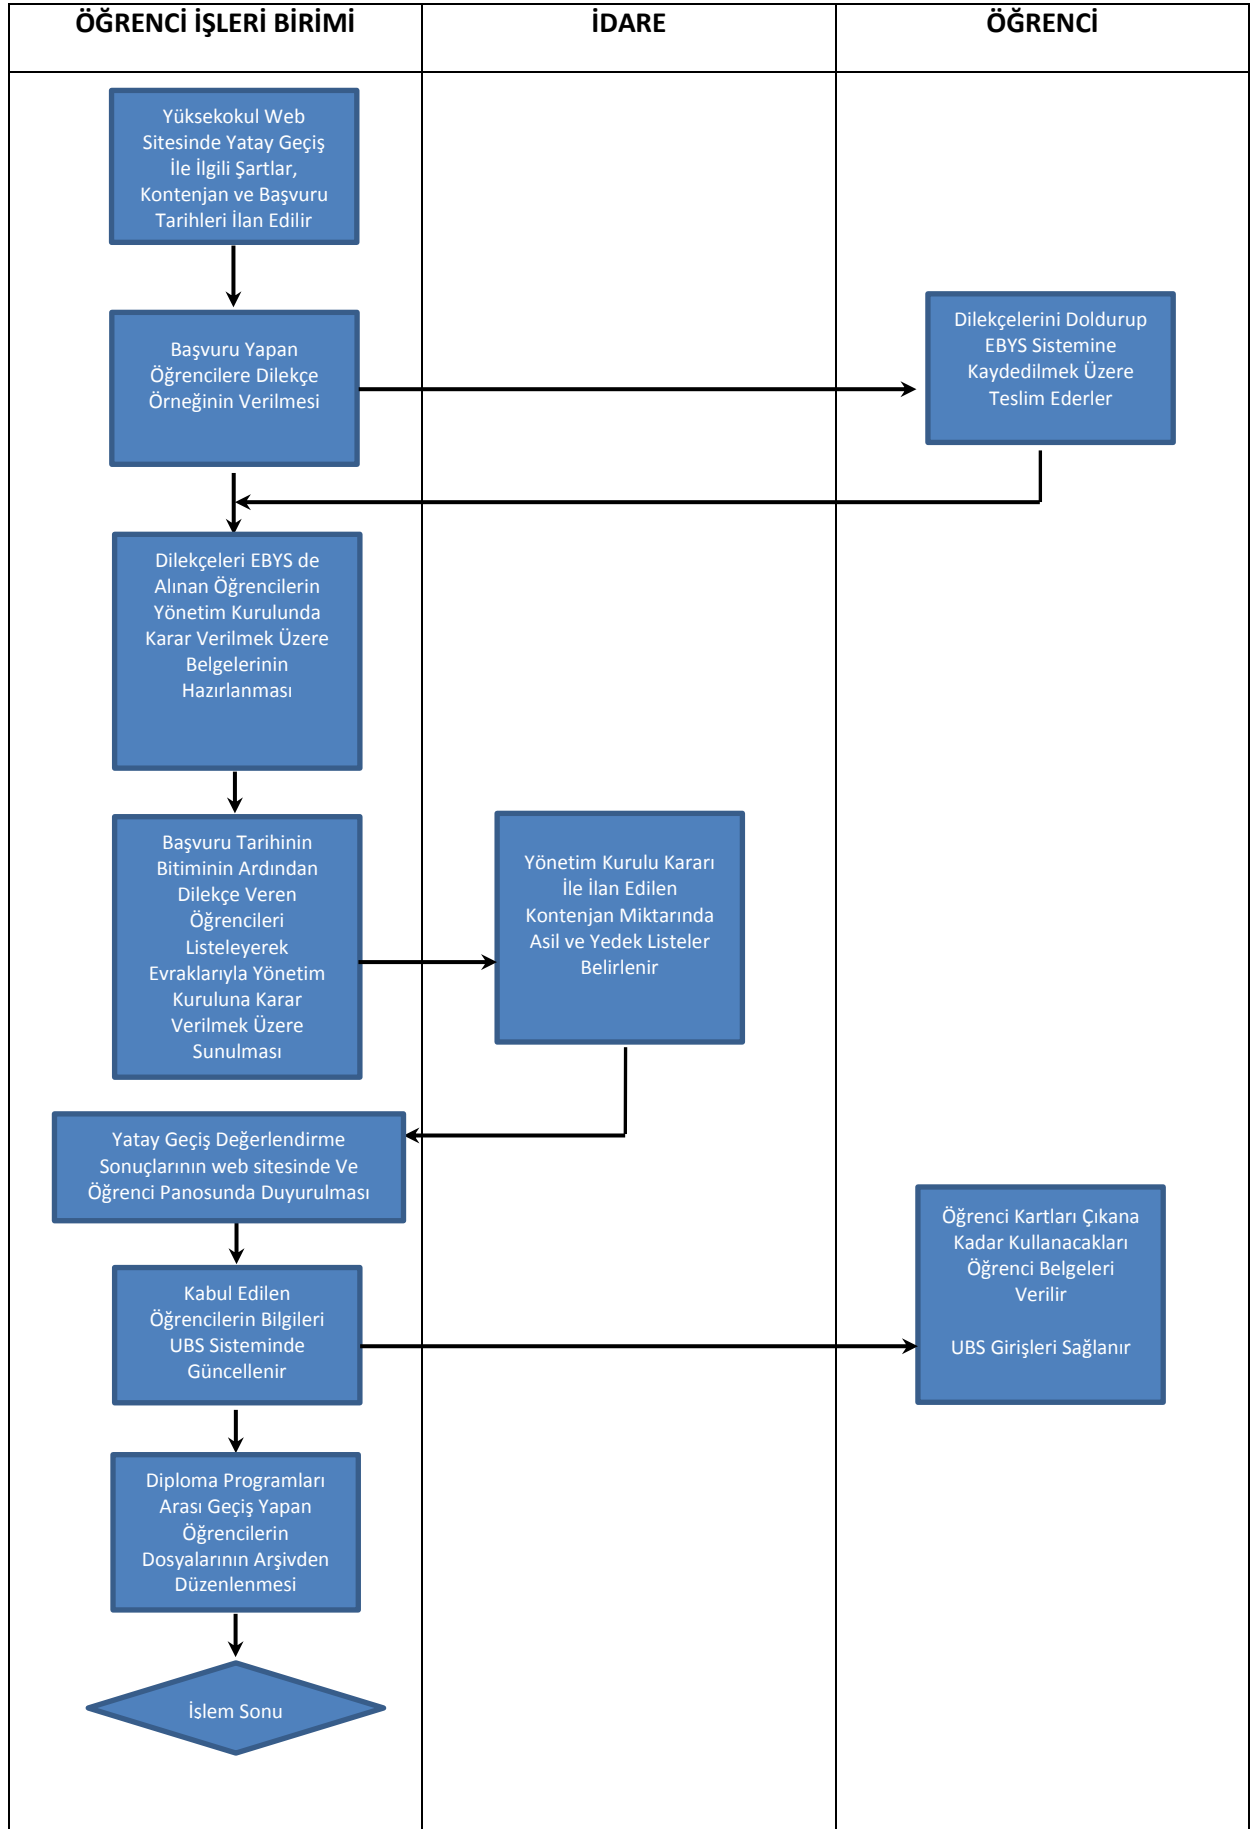 ÖĞRENCİ İŞLERİ BİRİMİ
İDARE
ÖĞRENCİ
Yüksekokul Web
Sitesinde Yatay Geçiş
İle İlgili Şartlar,
Kontenjan ve Başvuru
Tarihleri İlan Edilir
Başvuru Yapan
Öğrencilere Dilekçe
Örneğinin Verilmesi
Dilekçelerini Doldurup
EBYS Sistemine
Kaydedilmek Üzere
Teslim Ederler
Dilekçeleri EBYS de
Alınan Öğrencilerin
Yönetim Kurulunda
Karar Verilmek Üzere
Belgelerinin
Hazırlanması
Başvuru Tarihinin
Bitiminin Ardından
Dilekçe Veren
Öğrencileri
Listeleyerek
Evraklarıyla Yönetim
Kuruluna Karar
Verilmek Üzere
Sunulması
Yönetim Kurulu Kararı
İle İlan Edilen
Kontenjan Miktarında
Asil ve Yedek Listeler
Belirlenir
Yatay Geçiş Değerlendirme
Sonuçlarının web sitesinde Ve
Öğrenci Panosunda Duyurulması
Kabul Edilen
Öğrencilerin Bilgileri
UBS Sisteminde
Güncellenir
Öğrenci Kartları Çıkana
Kadar Kullanacakları
Öğrenci Belgeleri
Verilir
UBS Girişleri Sağlanır
Diploma Programları
Arası Geçiş Yapan
Öğrencilerin
Dosyalarının Arşivden
Düzenlenmesi
İslem Sonu